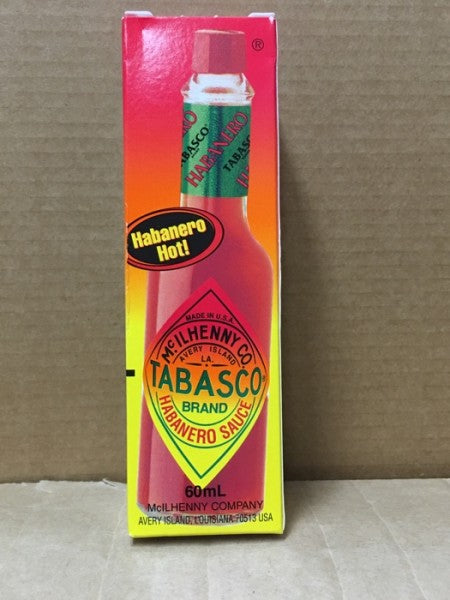 ®
TABASCO®
HABANERO
TABASCO
Habanero
Hot!
MADE IN U.S.A.
McILHENNY CO.
AVERY ISLAND
LA.
TABASCO®
BRAND
HABANERO SAUCE
60mL
McILHENNY COMPANY
AVERY ISLAND, LOUISIANA 70513 USA